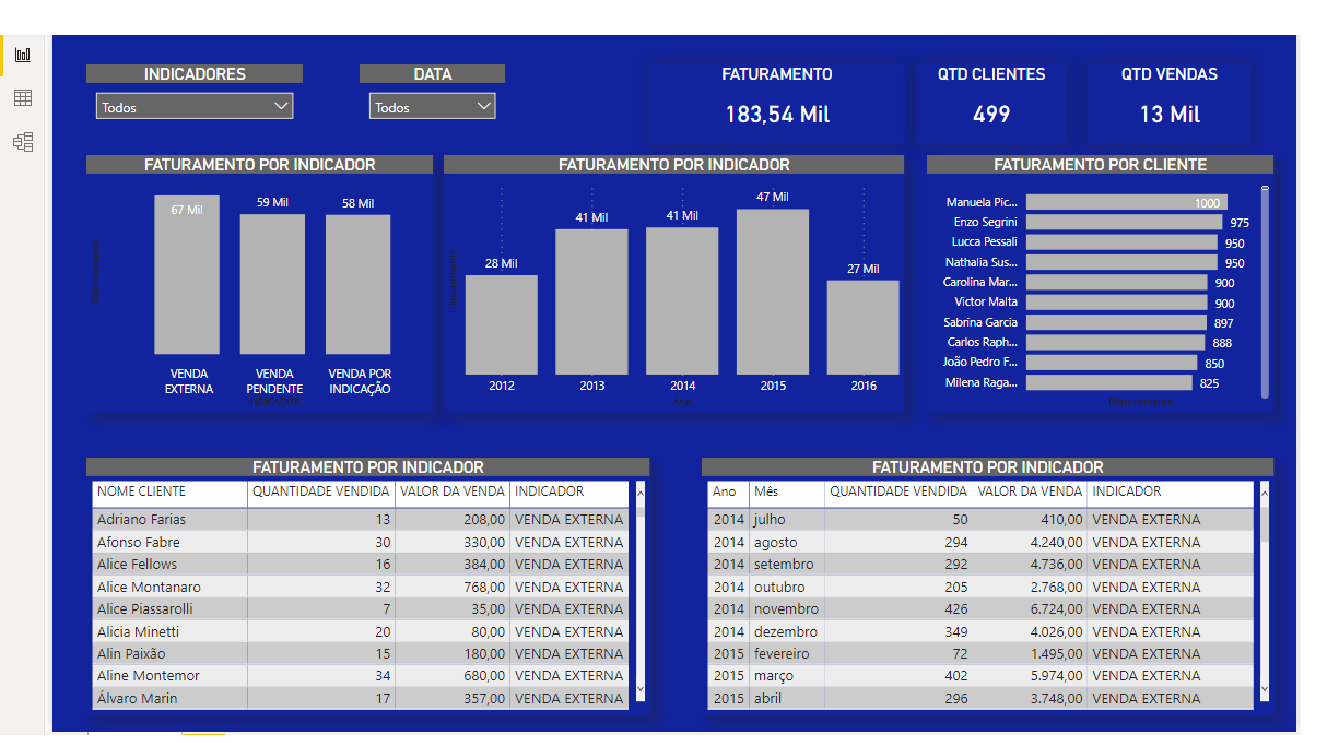 INDICADORES
DATA
FATURAMENTO
QTD CLIENTES
QTD VENDAS
Todos
Todos
183,54 Mil
499
13 Mil
FATURAMENTO POR INDICADOR
67 Mil
59 Mil
58 Mil
VENDA EXTERNA
VENDA PENDENTE
VENDA POR INDICAÇÃO
INDICADOR
FATURAMENTO POR INDICADOR
28 Mil
41 Mil
41 Mil
47 Mil
27 Mil
2012
2013
2014
2015
2016
Ano
FATURAMENTO POR CLIENTE
Manuela Pic... 1000
Enzo Segrini 975
Lucca Pessali 950
Nathalia Sus... 950
Carolina Mar... 900
Victor Malta 900
Sabrina Garcia 897
Carlos Raph... 888
João Pedro F... 850
Milena Raga... 825
FATURAMENTO POR INDICADOR
NOME CLIENTE QUANTIDADE VENDIDA VALOR DA VENDA INDICADOR
Adriano Farias 13 208,00 VENDA EXTERNA
Afonso Fabre 30 330,00 VENDA EXTERNA
Alice Fellows 16 384,00 VENDA EXTERNA
Alice Montanaro 32 768,00 VENDA EXTERNA
Alice Piassarolli 7 35,00 VENDA EXTERNA
Alicia Minetti 20 80,00 VENDA EXTERNA
Alin Paixão 15 180,00 VENDA EXTERNA
Aline Montemor 34 680,00 VENDA EXTERNA
Álvaro Marin 17 357,00 VENDA EXTERNA
FATURAMENTO POR INDICADOR
Ano Mês QUANTIDADE VENDIDA VALOR DA VENDA INDICADOR
2014 julho 50 410,00 VENDA EXTERNA
2014 agosto 294 4.240,00 VENDA EXTERNA
2014 setembro 292 4.736,00 VENDA EXTERNA
2014 outubro 205 2.768,00 VENDA EXTERNA
2014 novembro 426 6.724,00 VENDA EXTERNA
2014 dezembro 349 4.026,00 VENDA EXTERNA
2015 fevereiro 72 1.495,00 VENDA EXTERNA
2015 março 402 5.974,00 VENDA EXTERNA
2015 abril 296 3.748,00 VENDA EXTERNA